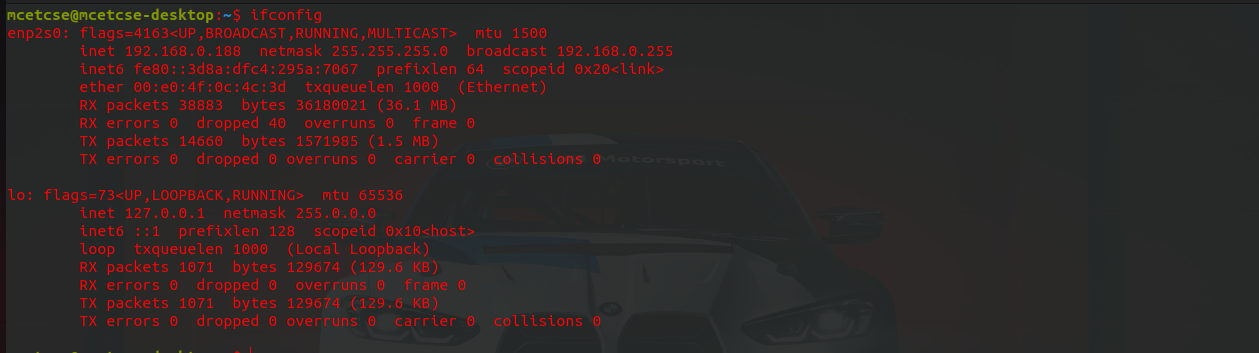 mcetcse@mcetcse-desktop:~$ ifconfig
enp2s0: flags=4163<UP,BROADCAST,RUNNING,MULTICAST>  mtu 1500
        inet 192.168.0.188  netmask 255.255.255.0  broadcast 192.168.0.255
        inet6 fe80::3d8a:dfc4:295a:7067  prefixlen 64  scopeid 0x20<link>
        ether 00:e0:4f:0c:4c:3d  txqueuelen 1000  (Ethernet)
        RX packets 38883  bytes 36180021 (36.1 MB)
        RX errors 0  dropped 40  overruns 0  frame 0
        TX packets 14660  bytes 1571985 (1.5 MB)
        TX errors 0  dropped 0 overruns 0  carrier 0  collisions 0
Motorsport
lo: flags=73<UP,LOOPBACK,RUNNING>  mtu 65536
        inet 127.0.0.1  netmask 255.0.0.0
        inet6 ::1  prefixlen 128  scopeid 0x10<host>
        loop  txqueuelen 1000  (Local Loopback)
        RX packets 1071  bytes 129674 (129.6 KB)
        RX errors 0  dropped 0  overruns 0  frame 0
        TX packets 1071  bytes 129674 (129.6 KB)
        TX errors 0  dropped 0 overruns 0  carrier 0  collisions 0